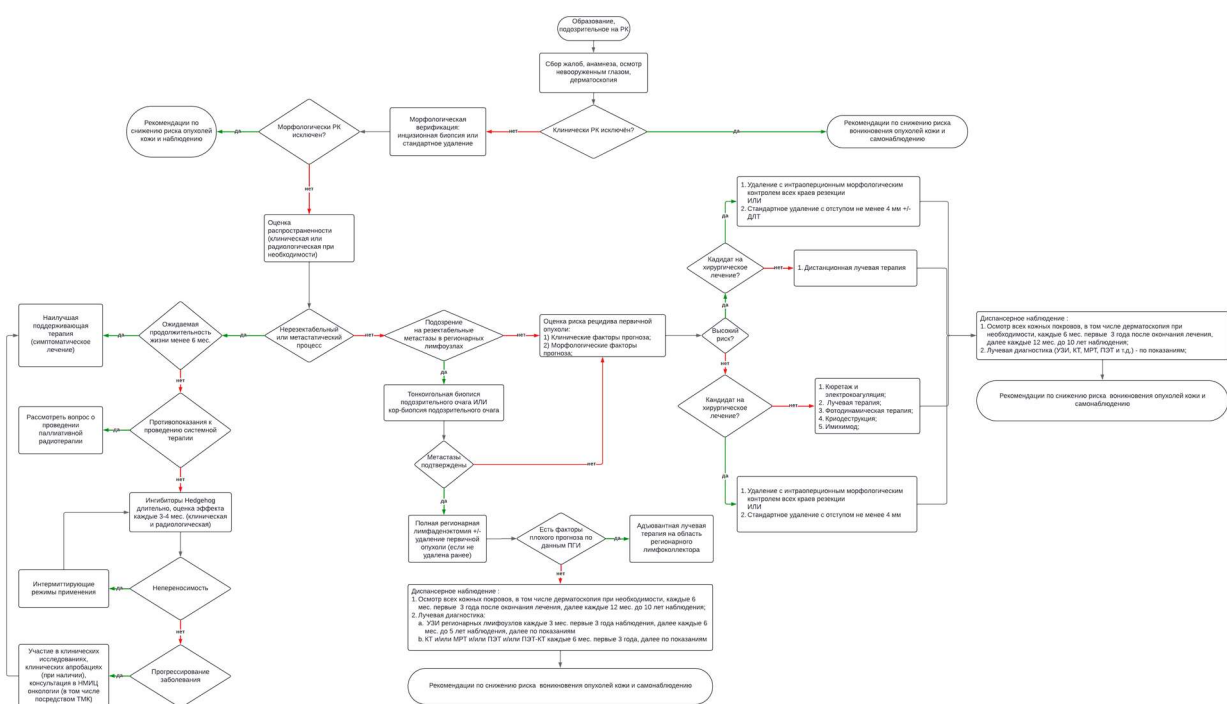 Образование,
подозрительное на РК
Сбор жалоб, анамнеза, осмотр
невооруженным глазом,
дерматоскопия
Клинически РК исключён?
да
Рекомендации по снижению риска
вониkновения опухолей кожи и
самонаблюдению
нет
Морфологическая
верификация:
инцизионная биопсия или
стандартное удаление
Морфологически РК
исключен?
да
Рекомендации по
снижению риска опухолей
кожи и наблюдению
нет
Оценка
распространенности
(клиническая или
радиологическая при
необходимости)
Нерезектабельный
или метастатический
процесс
да
Ожидаемая
продолжительность
жизни менее 6 мес.
да
Наилучшая
поддерживающая
терапия
(симптоматическое
лечение)
нет
Противопоказания к
проведению системной
терапии
да
Рассмотреть вопрос о
проведении
паллиативной
радиотерапии
нет
Ингибиторы Hedgehog
длительно, оценка эффекта
каждые 3-4 мес. (клиническая
и радиологическая)
Непереносимость
да
Интермиттирующие
режимы применения
нет
Прогрессирование
заболевания
да
Участие в клинических
исследованиях,
клинических апробациях
(при наличии),
консультация в НМИЦ
онкологии (в том числе
посредством ТМК)
нет
Подозрение
на резектабельные
метастазы в регионарных
лимфоузлах
да
Тонкоигольная биописия
подозрительного очага ИЛИ
кор-биопсия подозрительного очага
Метастазы
подтверждены
нет
да
Полная регионарная
лимфаденэктомия +/-
удаление первичной
опухоли (если не
удалена ранее)
Есть факторы
плохого прогноза по
данным ПГИ
да
Адъювантная лучевая
терапия на область
регионарного
лимфоколлектора
нет
Диспансерное наблюдение :
1. Осмотр всех кожных покровов, в том числе дерматоскопия при необходимости, каждые 6
мес. первые 3 года после окончания лечения, далее каждые 12 мес. до 10 лет наблюдения;
2. Лучевая диагностика:
a. УЗИ регионарных лмифоузлов каждые 3 мес. первые 3 года наблюдения, далее каждые 6
мес. до 5 лет наблюдения, далее по показаниям
b. КТ и/или МРТ и/или ПЭТ и/или ПЭТ-КТ каждые 6 мес. первые 3 года, далее по показаниям
Рекомендации по снижению риска вониkновения опухолей кожи и самонаблюдению
нет
Оценка риска рецидива первичной
опухоли:
1) Клинические факторы прогноза;
2) Морфологические факторы
прогноза;
Высокий
риск?
да
Кадидат на
хирургическое
лечение?
да
1. Удаление с интраоперционным морфологическим
контролем всех краев резекции
ИЛИ
2. Стандартное удаление с отступом не менее 4 мм +/-
ДЛТ
нет
1. Дистанционная лучевая терапия
нет
Кандидат на
хирургическое
лечение?
нет
1. Кюретаж и
электрокоагуляция;
2. Лучевая терапия;
3. Фотодинамическая терапия;
4. Криодеструкция;
5. Имихимод;
да
1. Удаление с интраоперционным морфологическим
контролем всех краев резекции
ИЛИ
2. Стандартное удаление с отступом не менее 4 мм
Диспансерное наблюдение :
1. Осмотр всех кожных покровов, в том числе дерматоскопия при
необходимости, каждые 6 мес. первые 3 года после окончания лечения,
далее каждые 12 мес. до 10 лет наблюдения;
2. Лучевая диагностика (УЗИ, КТ, МРТ, ПЭТ и т.д.) - по показаниям;
Рекомендации по снижению риска вониkновения опухолей кожи и
самонаблюдению